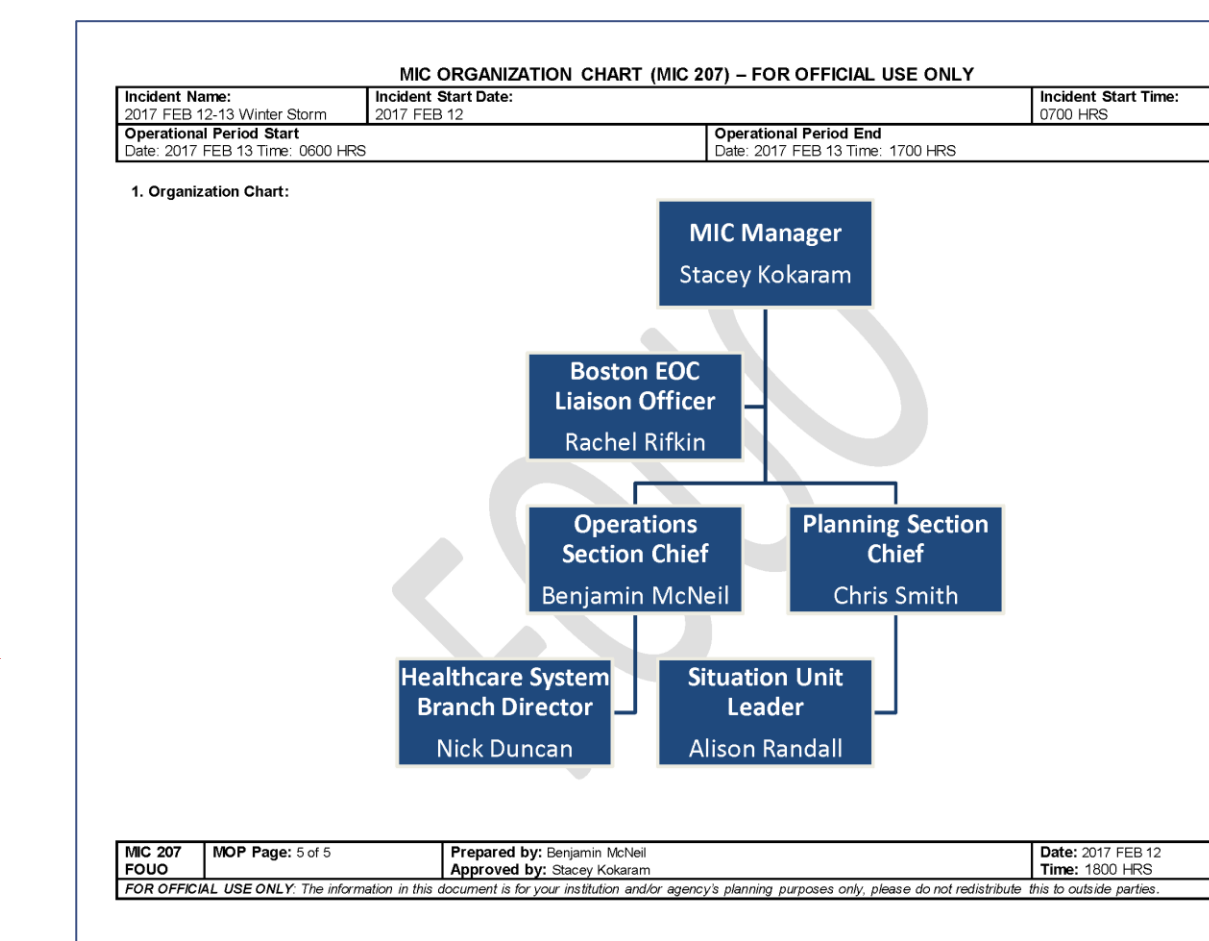 MIC ORGANIZATION CHART (MIC 207) – FOR OFFICIAL USE ONLY
Incident Name:
2017 FEB 12-13 Winter Storm
Incident Start Date:
2017 FEB 12
Incident Start Time:
0700 HRS
Operational Period Start
Date: 2017 FEB 13 Time: 0600 HRS
Operational Period End
Date: 2017 FEB 13 Time: 1700 HRS
1. Organization Chart:
FOUO
MIC Manager
Stacey Kokaram
Boston EOC
Liaison Officer
Rachel Rifkin
Operations
Section Chief
Benjamin McNeil
Planning Section
Chief
Chris Smith
Healthcare System
Branch Director
Nick Duncan
Situation Unit
Leader
Alison Randall
MIC 207
FOUO
MOP Page: 5 of 5
Prepared by: Benjamin McNeil
Approved by: Stacey Kokaram
Date: 2017 FEB 12
Time: 1800 HRS
FOR OFFICIAL USE ONLY: The information in this document is for your institution and/or agency's planning purposes only, please do not redistribute this to outside parties.